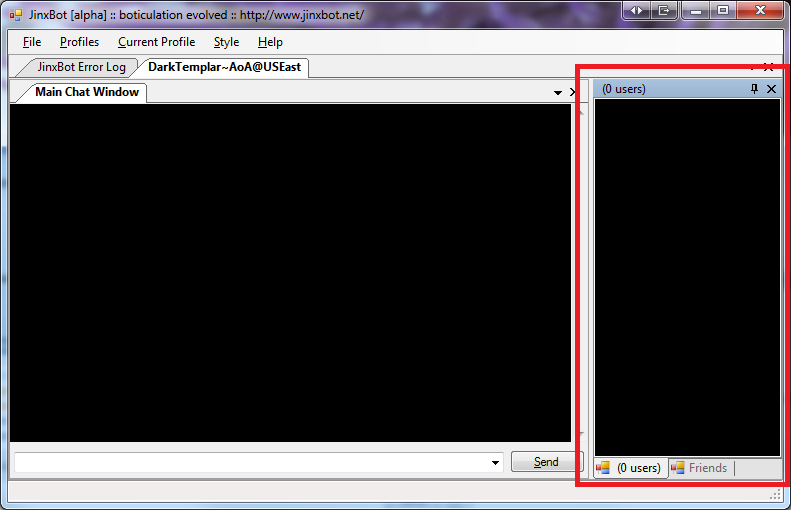 JinxBot [alpha] :: boticulation evolved :: http://www.jinxbot.net/
File Profiles Current Profile Style Help
JinxBot Error Log DarkTemplar~AoA@USEast
Main Chat Window
(0 users)
Send
(0 users) Friends